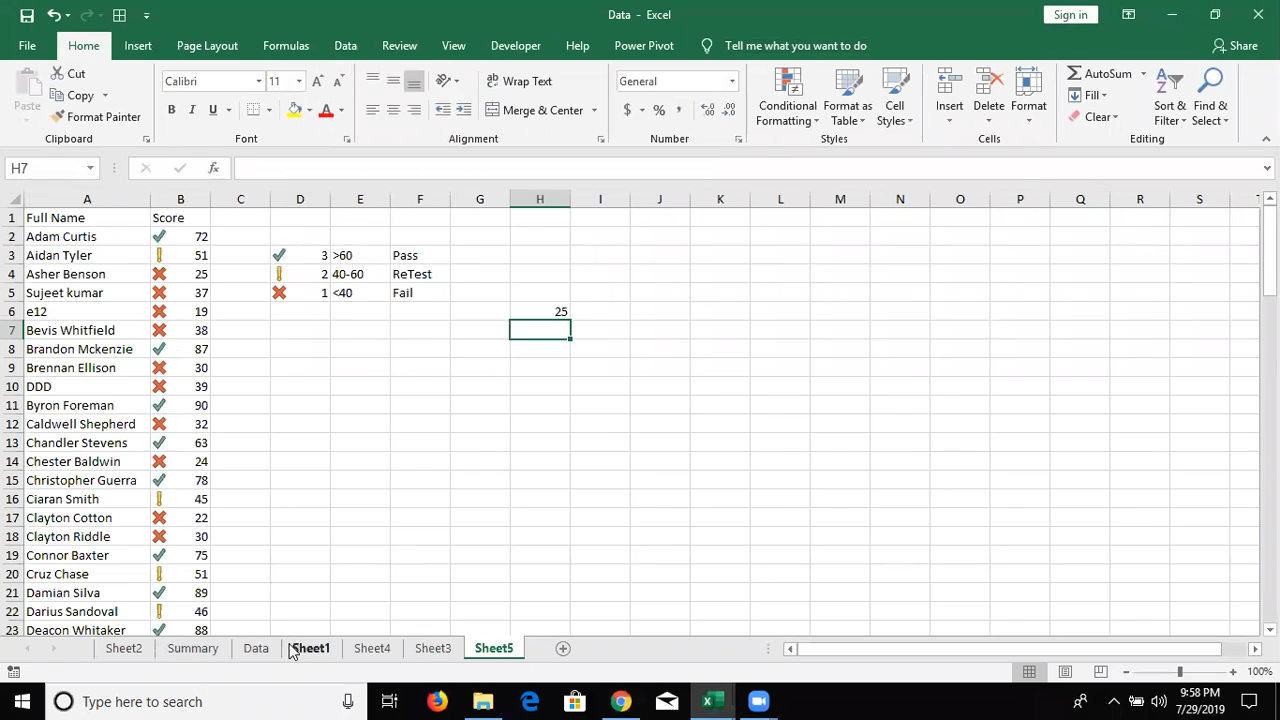 Data - Excel
Sign in
File Home Insert Page Layout Formulas Data Review View Developer Help Power Pivot Tell me what you want to do Share
Paste Cut Copy Format Painter
Calibri 11 B I U
Wrap Text Merge & Center
General $ %
Conditional Formatting Format as Table Cell Styles
Insert Delete Format
AutoSum Fill Clear Sort & Filter Find & Select
Clipboard Font Alignment Number Styles Cells Editing
H7 fx
A B C D E F G H I J K L M N O P Q R S T
1 Full Name Score
2 Adam Curtis 72
3 Aidan Tyler 51 3 >60 Pass
4 Asher Benson 25 2 40-60 ReTest
5 Sujeet kumar 37 1 <40 Fail
6 e12 19 25
7 Bevis Whitfield 38
8 Brandon Mckenzie 87
9 Brennan Ellison 30
10 DDD 39
11 Byron Foreman 90
12 Caldwell Shepherd 32
13 Chandler Stevens 63
14 Chester Baldwin 24
15 Christopher Guerra 78
16 Ciaran Smith 45
17 Clayton Cotton 22
18 Clayton Riddle 30
19 Connor Baxter 75
20 Cruz Chase 51
21 Damian Silva 89
22 Darius Sandoval 46
23 Deacon Whitaker 88
Sheet2 Summary Data Sheet1 Sheet4 Sheet3 Sheet5
100%
Type here to search
9:58 PM
7/29/2019